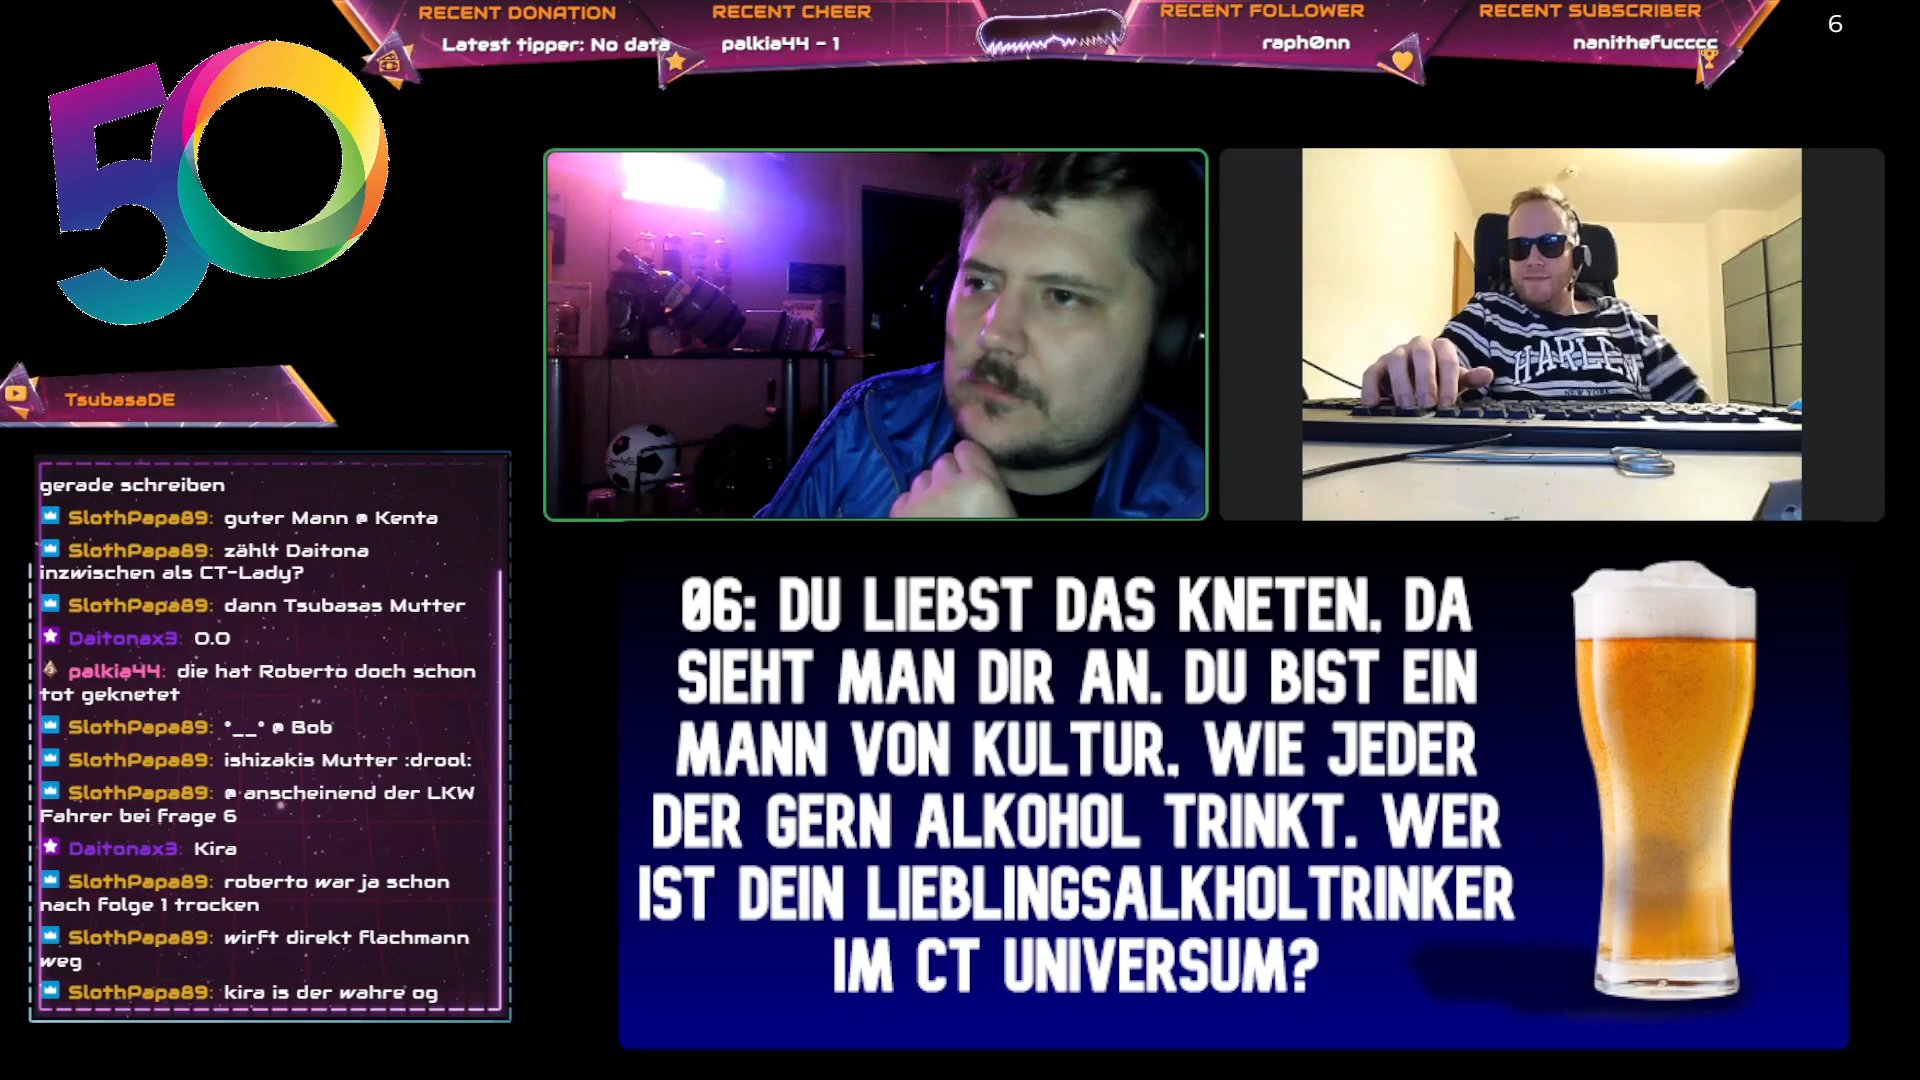 RECENT DONATION
Latest tipper: No data
RECENT CHEER
palkia44 - 1
RECENT FOLLOWER
raph0nn
RECENT SUBSCRIBER
nanithefucccc
6
50
TsubasaDE
gerade schreiben
SlothPapa89: guter Mann @ Kenta
SlothPapa89: zählt Daitona
inzwischen als CT-Lady?
SlothPapa89: dann Tsubasas Mutter
Daitonax3: O.O
palkia44: die hat Roberto doch schon
tot geknetet
SlothPapa89: °__° @ Bob
SlothPapa89: ishizakis Mutter :drool:
SlothPapa89: @ anscheinend der LKW
Fahrer bei Frage 6
Daitonax3: Kira
SlothPapa89: roberto war ja schon
nach Folge 1 trocken
SlothPapa89: wirft direkt flachmann
weg
SlothPapa89: kira is der wahre og
HARLEM
NEW YORK
06: DU LIEBST DAS KNETEN. DA
SIEHT MAN DIR AN. DU BIST EIN
MANN VON KULTUR. WIE JEDER
DER GERN ALKOHOL TRINKT. WER
IST DEIN LIEBLINGSALKHOLTRINKER
IM CT UNIVERSUM?